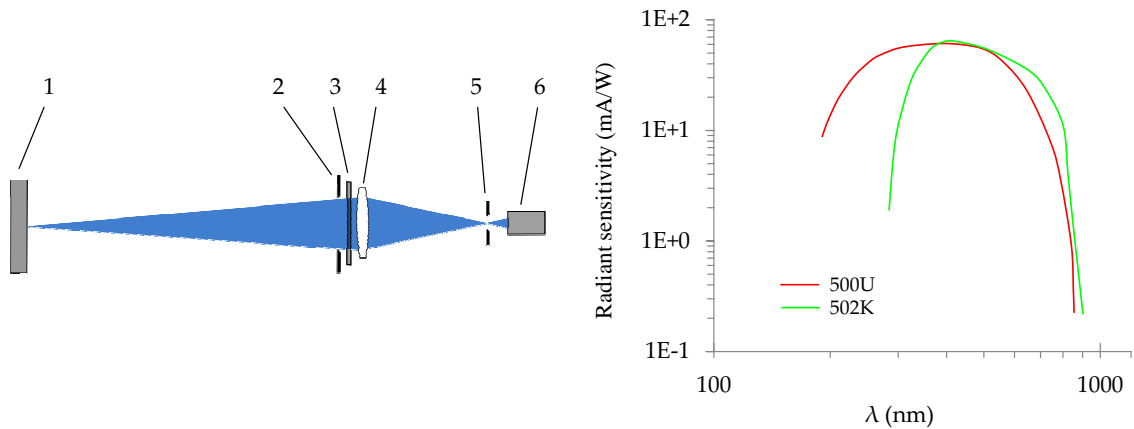 1 2 3 4 5 6
1E+2
1E+1
1E+0
1E-1
Radiant sensitivity (mA/W)
500U
502K
100 1000
λ (nm)